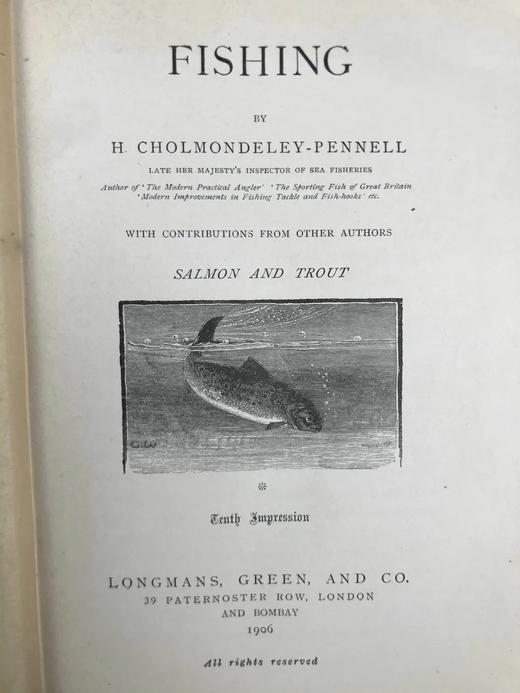 FISHING
BY
H. CHOLMONDELEY-PENNELL
LATE HER MAJESTY'S INSPECTOR OF SEA FISHERIES
Author of 'The Modern Practical Angler' 'The Sporting Fish of Great Britain
'Modern Improvements in Fishing Tackle and Fish-hooks' etc.
WITH CONTRIBUTIONS FROM OTHER AUTHORS
SALMON AND TROUT
C.W
Tenth Impression
LONGMANS, GREEN, AND CO.
39 PATERNOSTER ROW, LONDON
AND BOMBAY
1906
All rights reserved